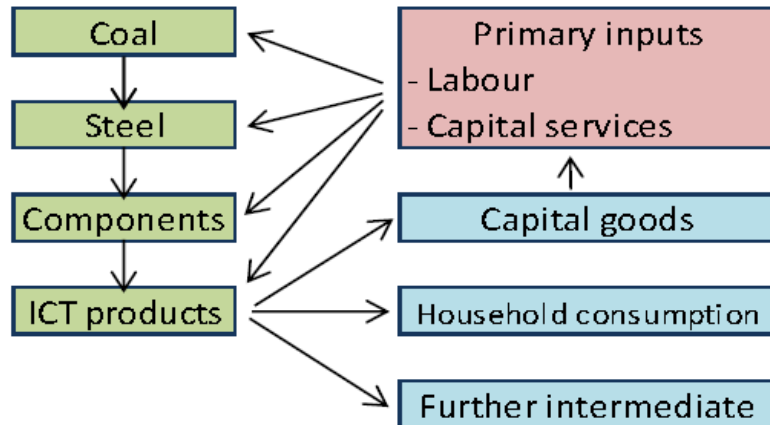 Coal
Steel
Components
ICT products
Primary inputs
- Labour
- Capital services
Capital goods
Household consumption
Further intermediate